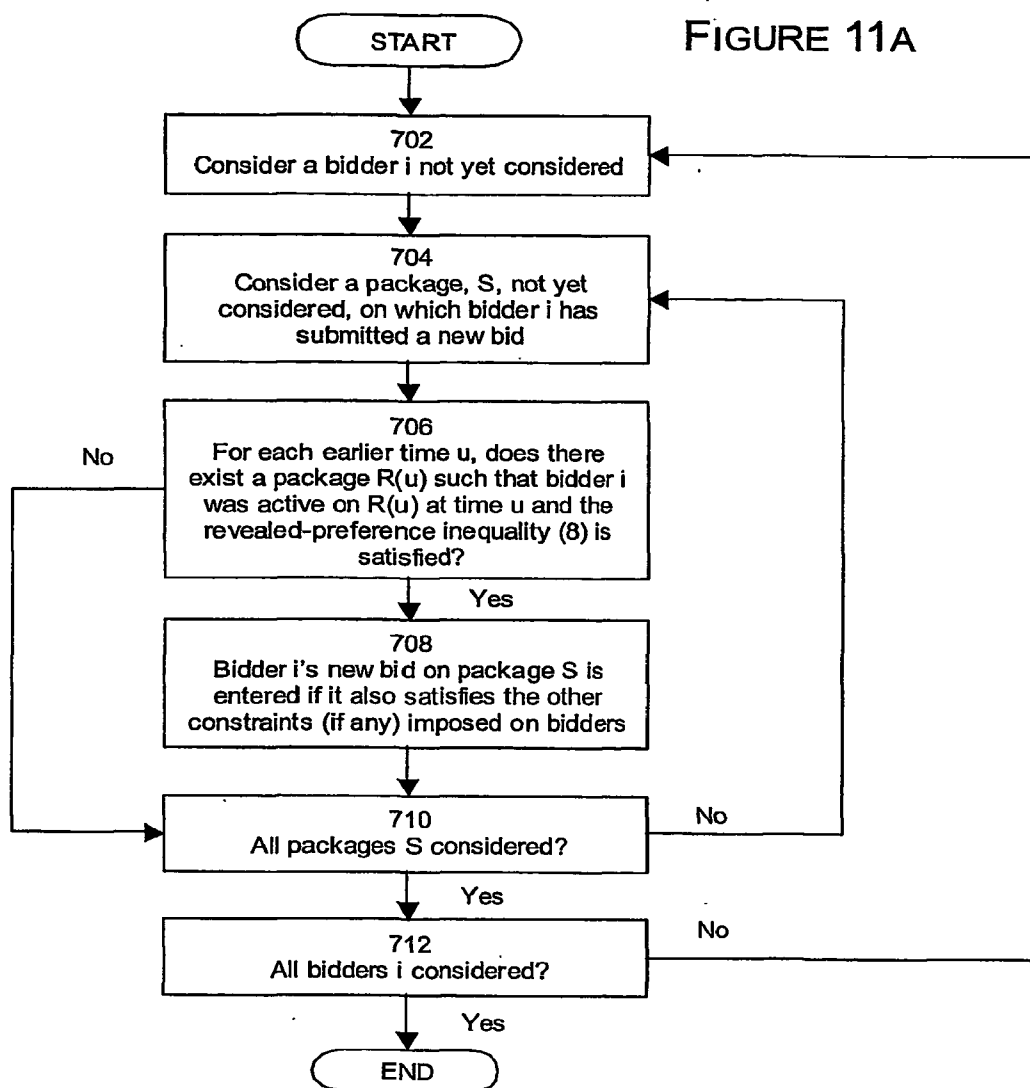 FIGURE 11A
START
702
Consider a bidder i not yet considered
704
Consider a package, S, not yet
considered, on which bidder i has
submitted a new bid
706
For each earlier time u, does there
exist a package R(u) such that bidder i
was active on R(u) at time u and the
revealed-preference inequality (8) is
satisfied?
No
Yes
708
Bidder i's new bid on package S is
entered if it also satisfies the other
constraints (if any) imposed on bidders
710
All packages S considered?
No
Yes
712
All bidders i considered?
No
Yes
END